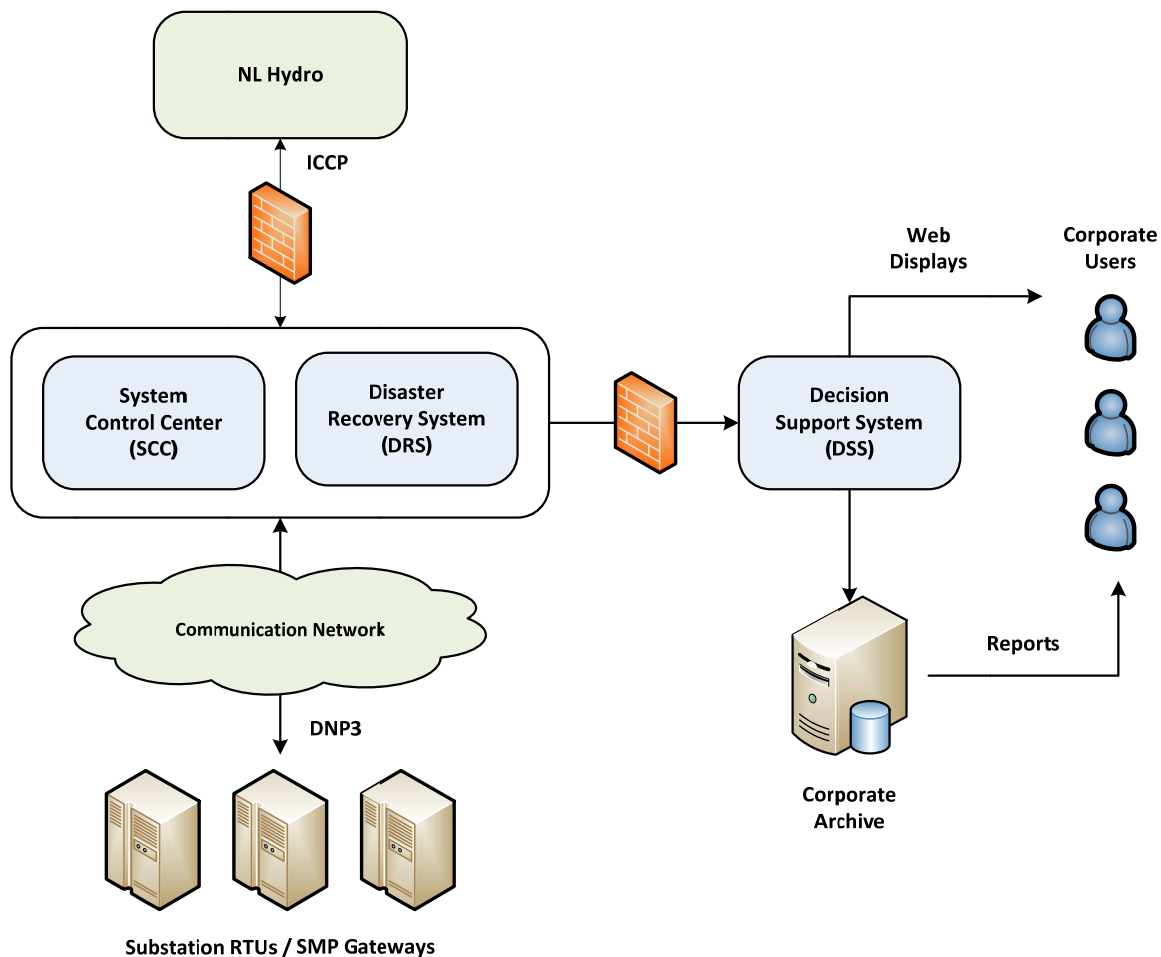 NL Hydro
ICCP
Web
Displays
Corporate
Users
System
Control Center
(SCC)
Disaster
Recovery System
(DRS)
Decision
Support System
(DSS)
Communication Network
Reports
DNP3
Corporate
Archive
Substation RTUs / SMP Gateways